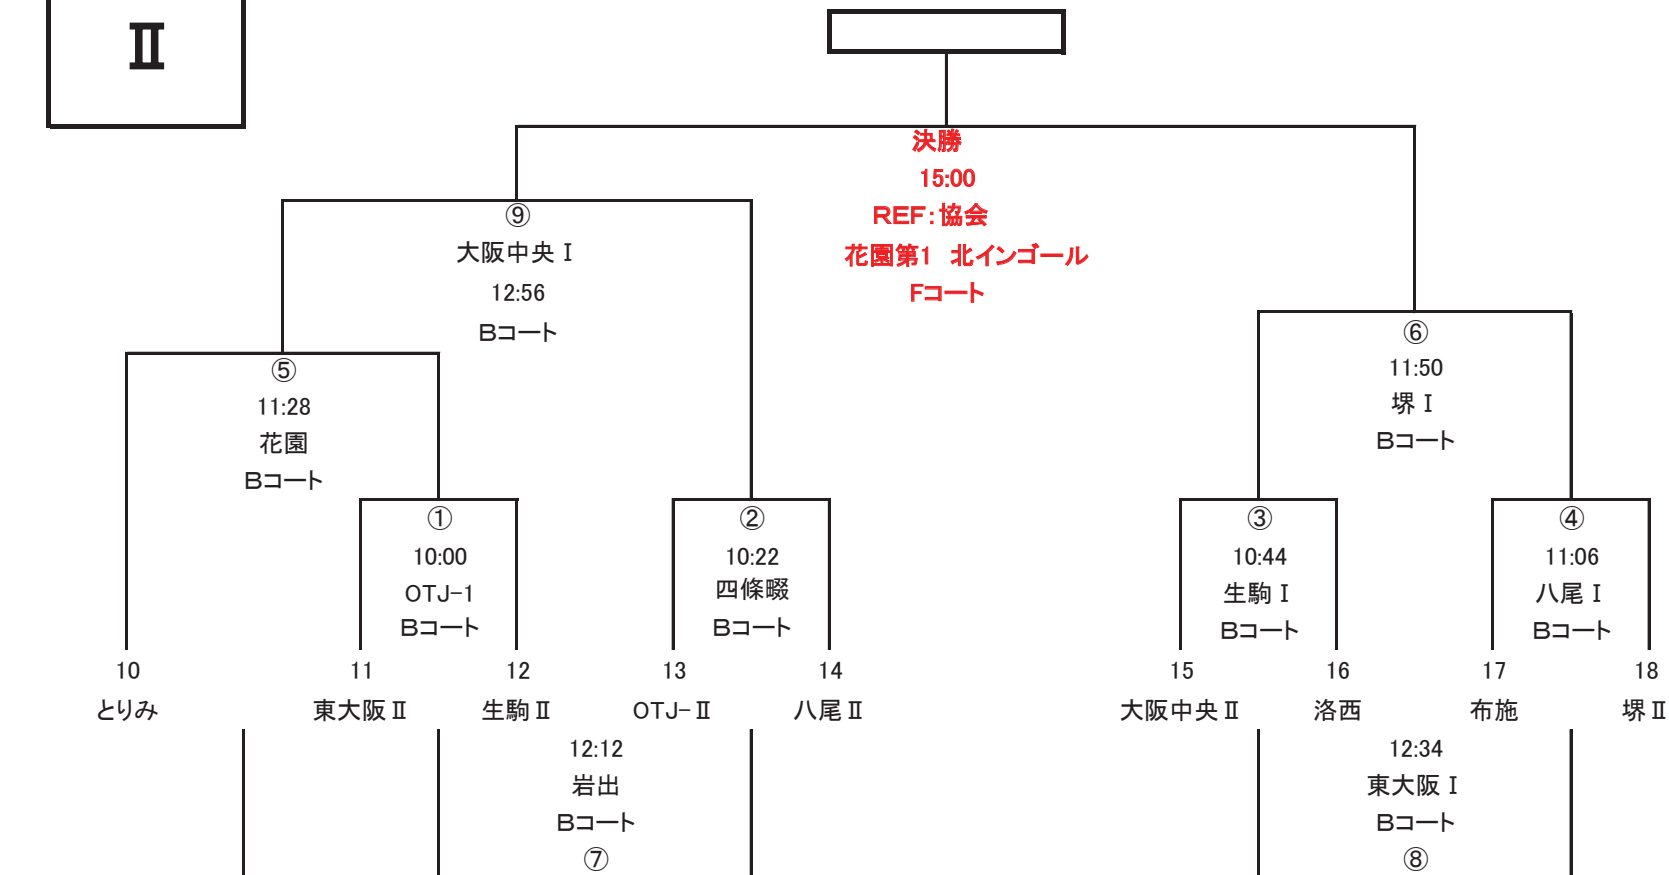 Ⅱ
決勝
15:00
REF:協会
花園第1 北インゴール
Fコート
⑨
大阪中央Ⅰ
12:56
Bコート
⑥
11:50
堺Ⅰ
Bコート
⑤
11:28
花園
Bコート
① ② ③ ④
10:00 10:22 10:44 11:06
OTJ-1 四條畷 生駒Ⅰ 八尾Ⅰ
Bコート Bコート Bコート Bコート
10 11 12 13 14 15 16 17 18
とりみ 東大阪Ⅱ 生駒Ⅱ OTJ-Ⅱ 八尾Ⅱ 大阪中央Ⅱ 洛西 布施 堺Ⅱ
12:12 12:34
岩出 東大阪Ⅰ
Bコート Bコート
⑦ ⑧